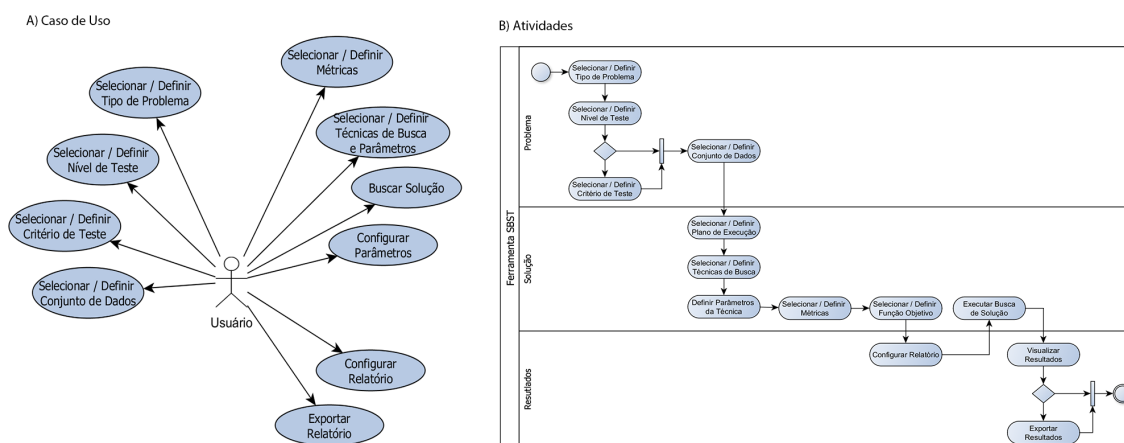 A) Caso de Uso
Selecionar / Definir
Métricas
Selecionar / Definir
Tipo de Problema
Selecionar / Definir
Técnicas de Busca
e Parâmetros
Selecionar / Definir
Nível de Teste
Buscar Solução
Selecionar / Definir
Critério de Teste
Configurar
Parâmetros
Selecionar / Definir
Conjunto de Dados
Usuário
Configurar
Relatório
Exportar
Relatório
B) Atividades
Ferramenta SBST
Problema
Selecionar / Definir
Tipo de Problema
Selecionar / Definir
Nível de Teste
Selecionar / Definir
Critério de Teste
Selecionar / Definir
Conjunto de Dados
Solução
Selecionar / Definir
Plano de Execução
Selecionar / Definir
Técnicas de Busca
Definir Parâmetros
da Técnica
Selecionar / Definir
Métricas
Selecionar / Definir
Função Objetivo
Executar Busca
de Solução
Resultados
Configurar Relatório
Visualizar
Resultados
Exportar
Resultados